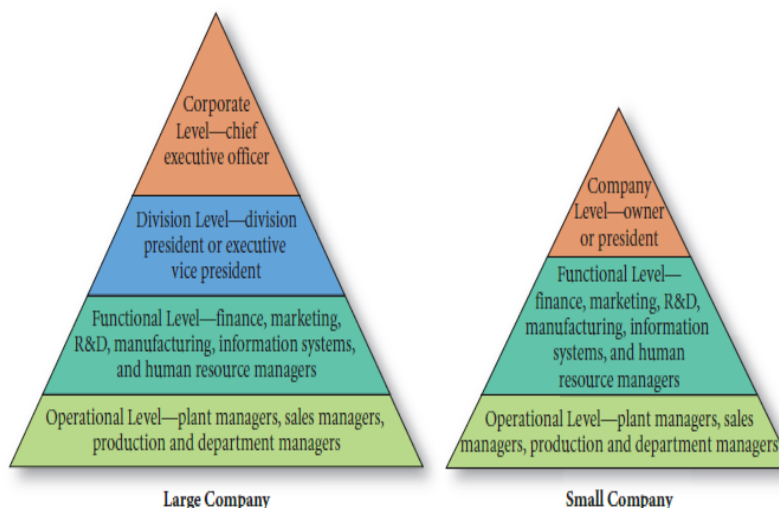 Corporate
Level—chief
executive officer
Division Level—division
president or executive
vice president
Functional Level—finance, marketing,
R&D, manufacturing, information systems,
and human resource managers
Operational Level—plant managers, sales managers,
production and department managers
Large Company
Company
Level—owner
or president
Functional Level—
finance, marketing, R&D,
manufacturing, information
systems, and human
resource managers
Operational Level—plant managers, sales
managers, production and department managers
Small Company